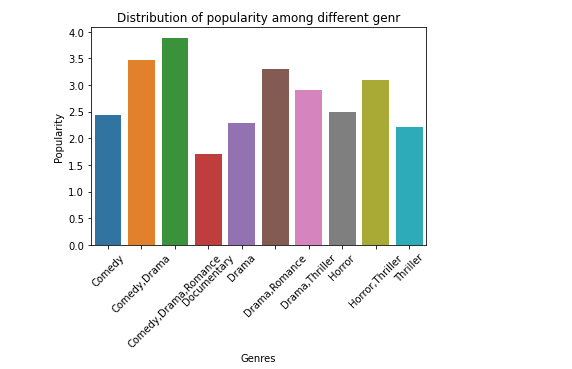 Distribution of popularity among different genr
4.0
3.5
3.0
2.5
2.0
1.5
1.0
0.5
0.0
Popularity
Comedy
Comedy,Drama
Comedy,Drama,Romance
Documentary
Drama
Drama,Romance
Drama,Thriller
Horror
Horror,Thriller
Thriller
Genres